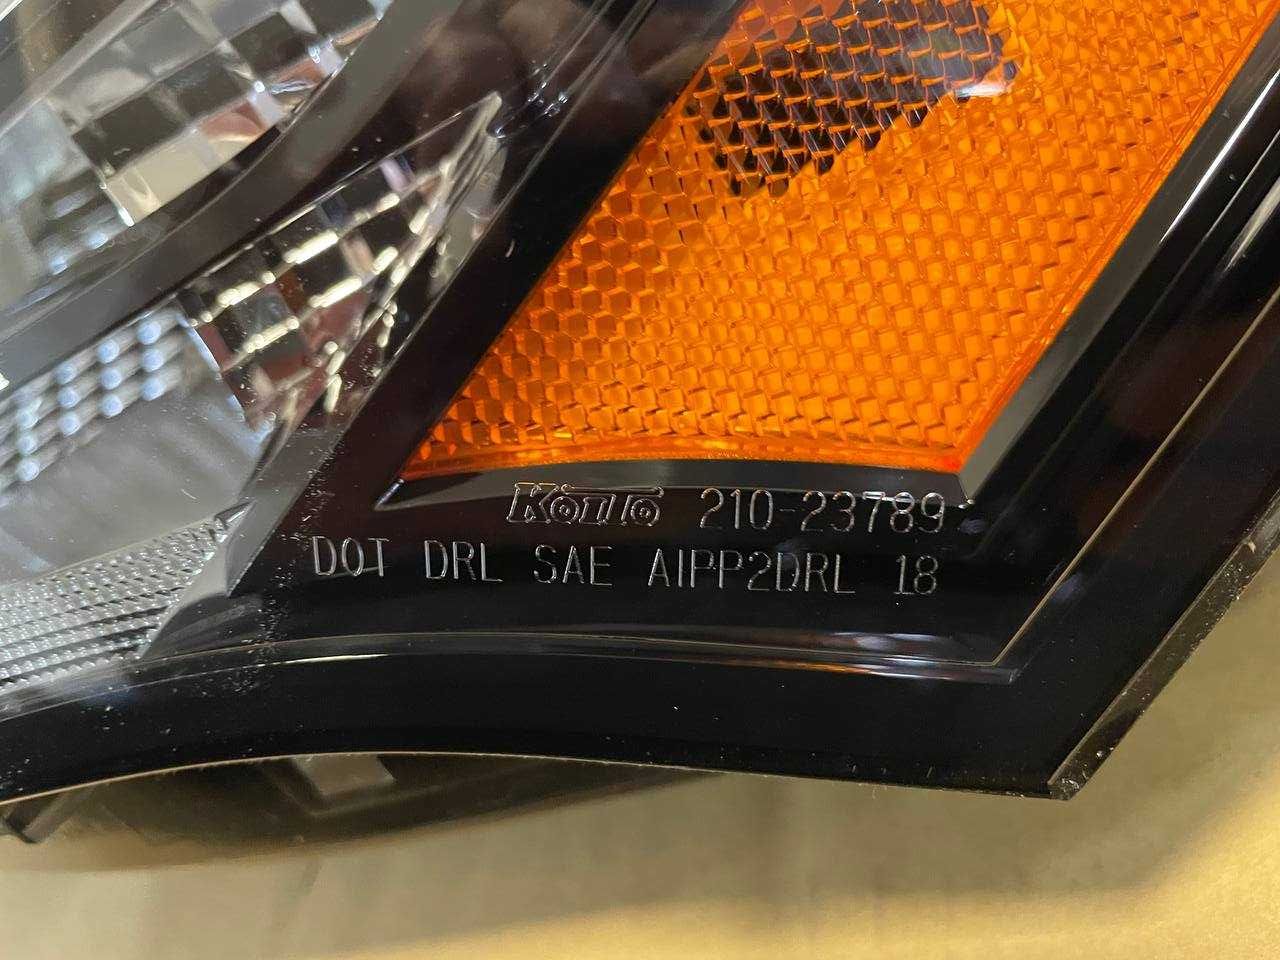 KOITO 210-23789
DOT DRL SAE AIPP2DRL 18